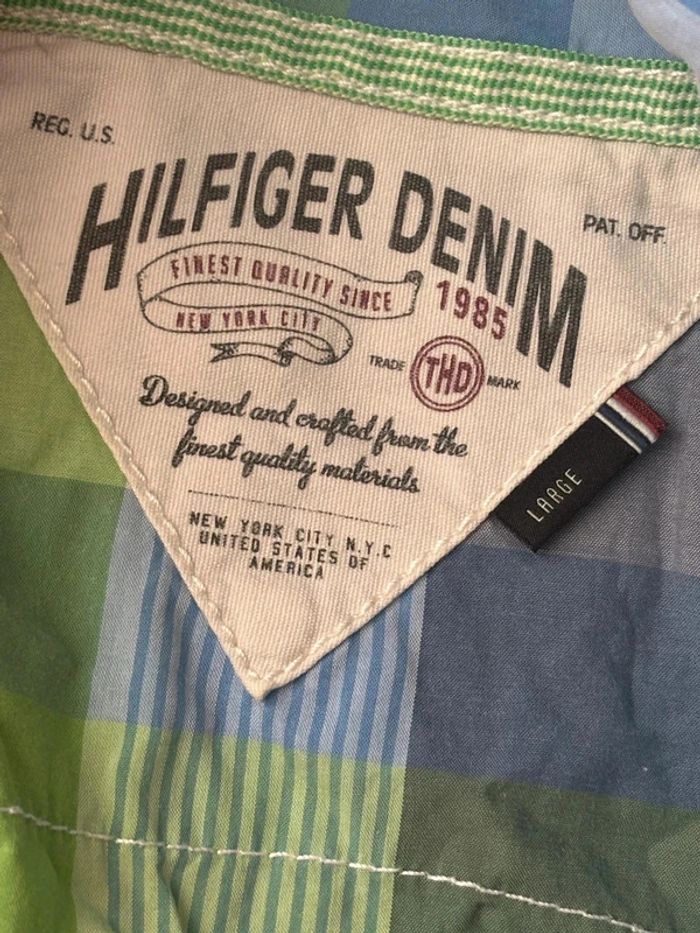 REG. U.S.
HILFIGER DENIM
PAT. OFF.
FINEST QUALITY SINCE
1985
NEW YORK CITY
TRADE THD MARK
Designed and crafted from the
finest quality materials
NEW YORK CITY N.Y.C
UNITED STATES OF
AMERICA
LARGE